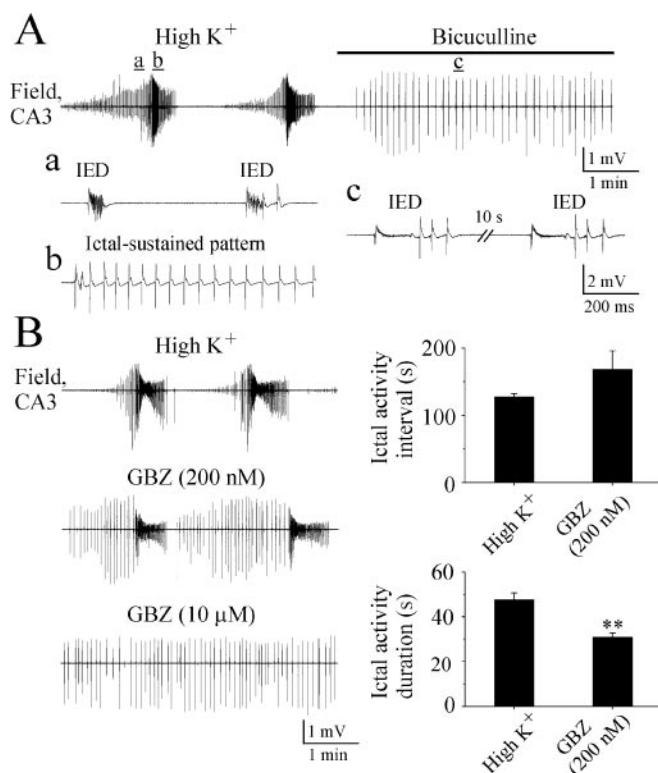 A
High K+
Bicuculline
a b
c
Field,
CA3
1 mV
1 min
a
IED IED
c
IED 10 s IED
Ictal-sustained pattern
b
2 mV
200 ms
B
High K+
Field,
CA3
GBZ (200 nM)
GBZ (10 μM)
1 mV
1 min
Ictal activity
interval (s)
200
100
0
High K+
GBZ
(200 nM)
Ictal activity
duration (s)
60
40
20
0
**
High K×
GBZ
(200 nM)